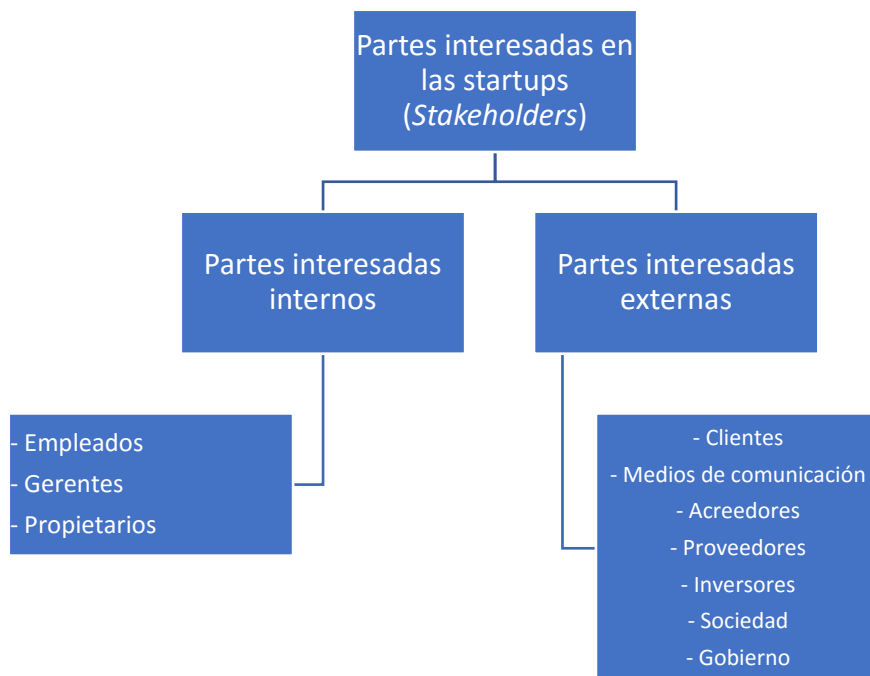 Partes interesadas en
las startups
(Stakeholders)
Partes interesadas
internos
Partes interesadas
externas
- Empleados
- Gerentes
- Propietarios
- Clientes
- Medios de comunicación
- Acreedores
- Proveedores
- Inversores
- Sociedad
- Gobierno